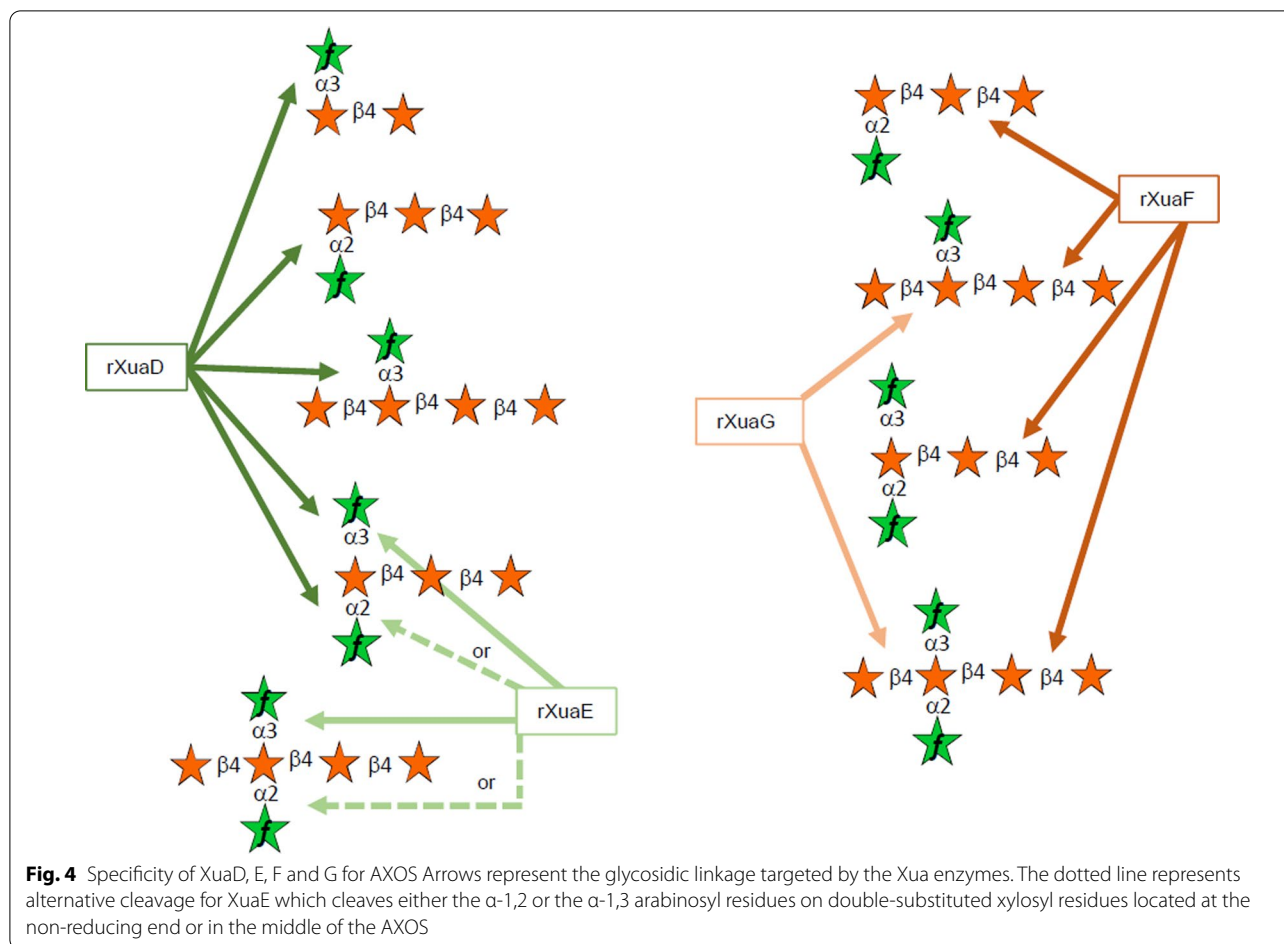 f
α3
β4
β4 β4
α2
f
f
α3
rXuaD
β4 β4 β4
f
α3
β4 β4
α2
f
or
rXuaE
f
α3
β4 β4 β4
α2
or
f
β4 β4
α2
f
rXuaF
f
α3
β4 β4 β4
f
α3
rXuaG
β4 β4
α2
f
f
α3
β4 β4 β4
α2
f
Fig. 4 Specificity of XuaD, E, F and G for AXOS Arrows represent the glycosidic linkage targeted by the Xua enzymes. The dotted line represents
alternative cleavage for XuaE which cleaves either the α-1,2 or the α-1,3 arabinosyl residues on double-substituted xylosyl residues located at the
non-reducing end or in the middle of the AXOS